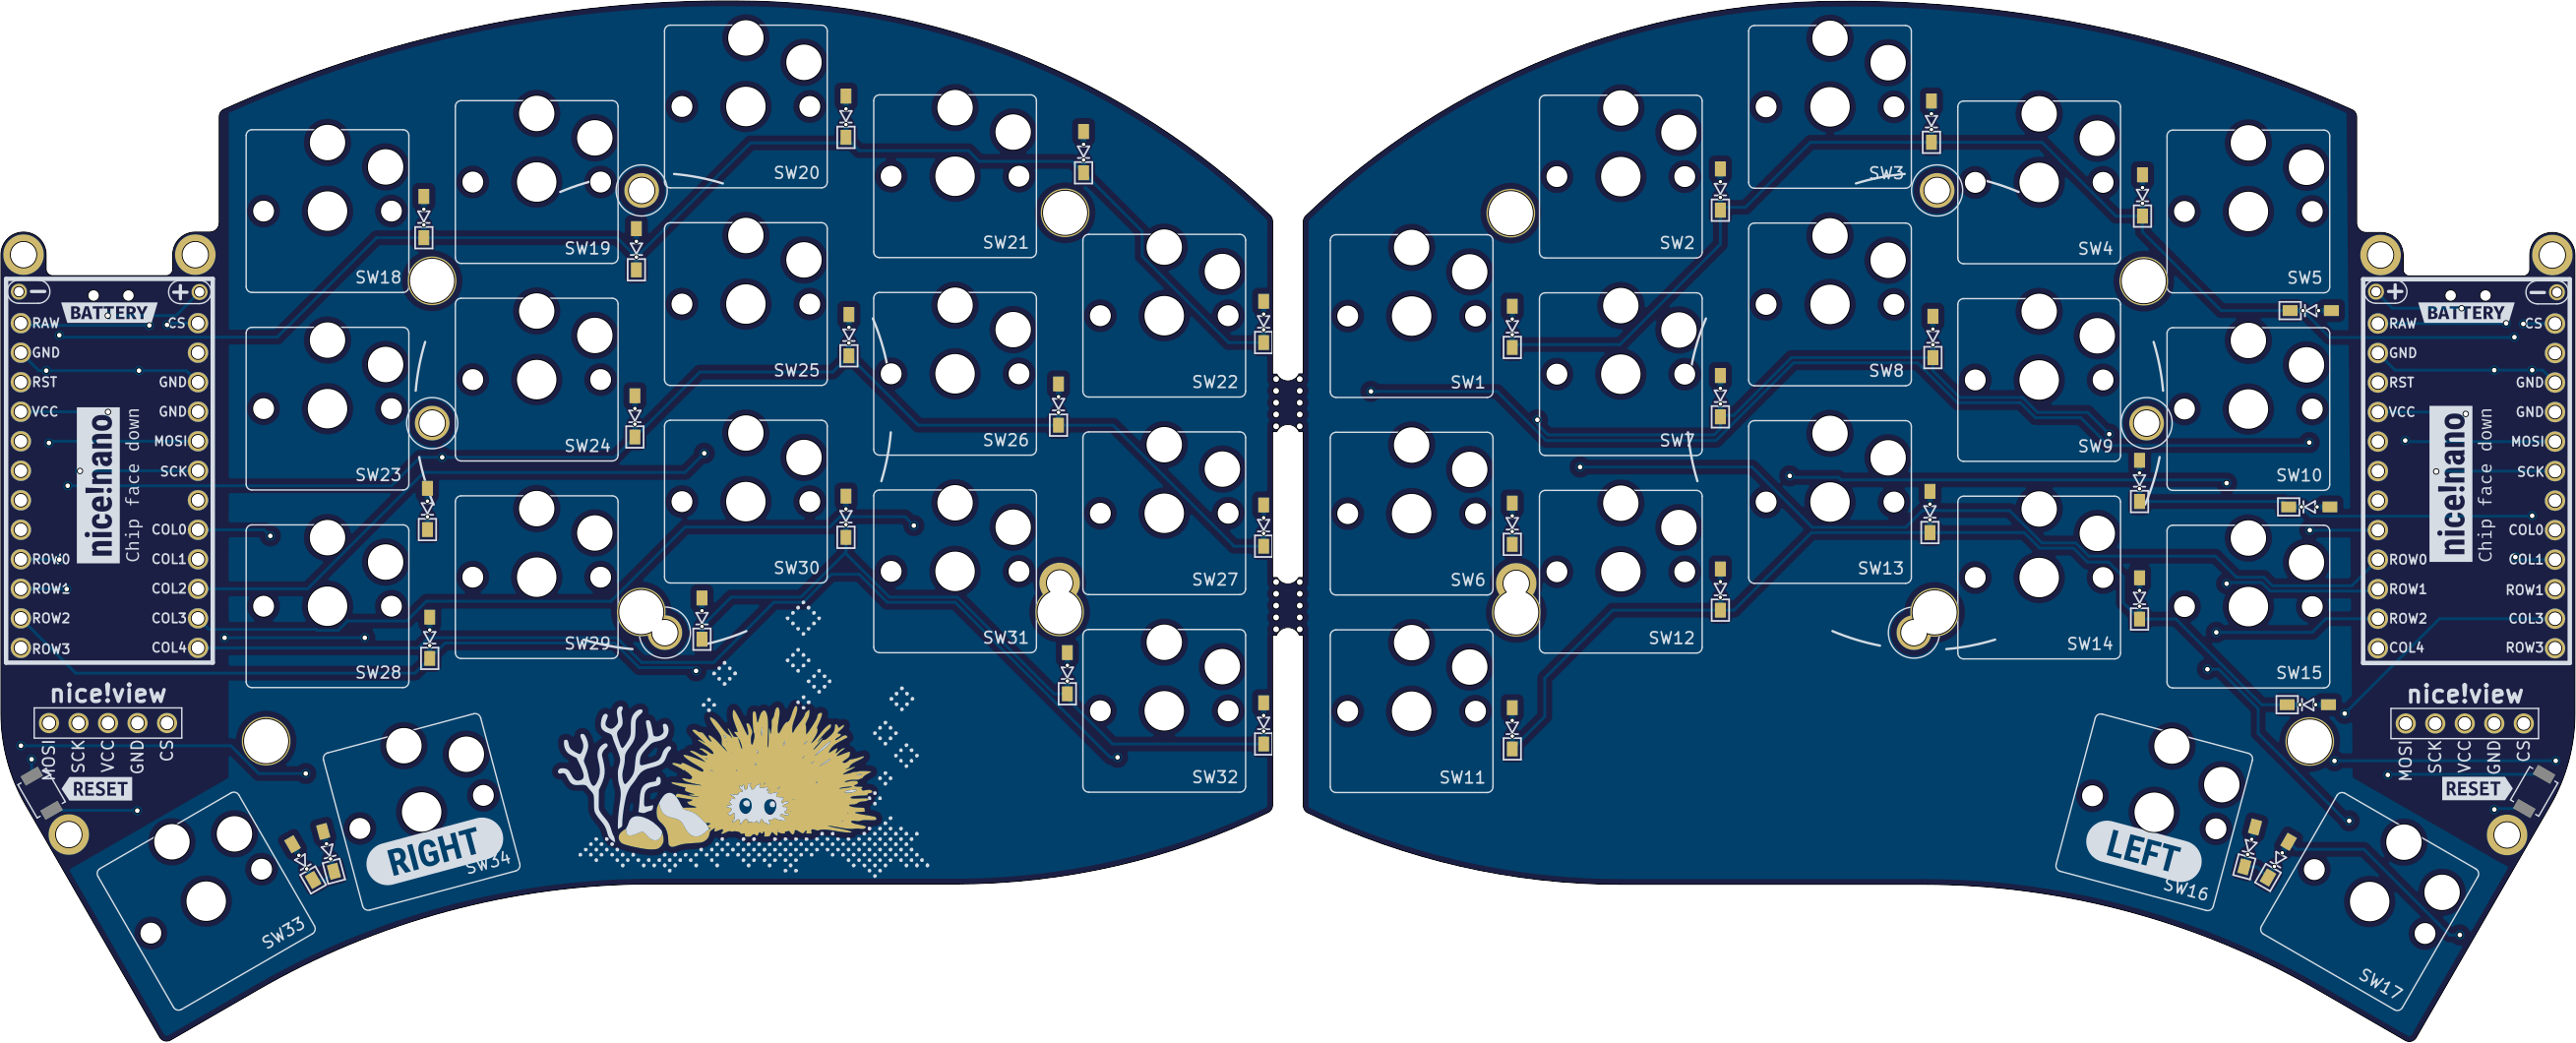 SW20
SW21
SW19
SW18
SW22
SW25
SW26
SW24
SW23
SW27
SW30
SW31
SW29
SW28
SW32
SW34
SW33
RIGHT
−
+
BATTERY
RAW
CS
GND
RST
GND
VCC
GND
MOSI
SCK
COL0
ROW0
COL1
ROW1
COL2
ROW2
COL3
ROW3
COL4
nice!nano
Chip face down
nice!view
MOSI
SCK
VCC
GND
CS
RESET
SW3
SW2
SW4
SW5
SW1
SW8
SW7
SW9
SW10
SW6
SW13
SW12
SW14
SW15
SW11
SW16
SW17
LEFT
+
−
BATTERY
RAW
CS
GND
RST
GND
VCC
GND
MOSI
SCK
COL0
ROW0
COL1
ROW1
ROW1
ROW2
COL3
COL4
ROW3
nice!nano
Chip face down
nice!view
MOSI
SCK
VCC
GND
CS
RESET